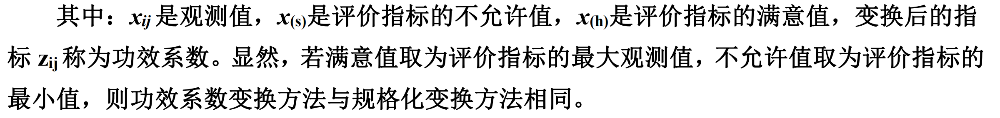 其中：xij 是观测值，x(s)是评价指标的不允许值，x(h)是评价指标的满意值，变换后的指
标 zij 称为功效系数。显然，若满意值取为评价指标的最大观测值，不允许值取为评价指标的
最小值，则功效系数变换方法与规格化变换方法相同。